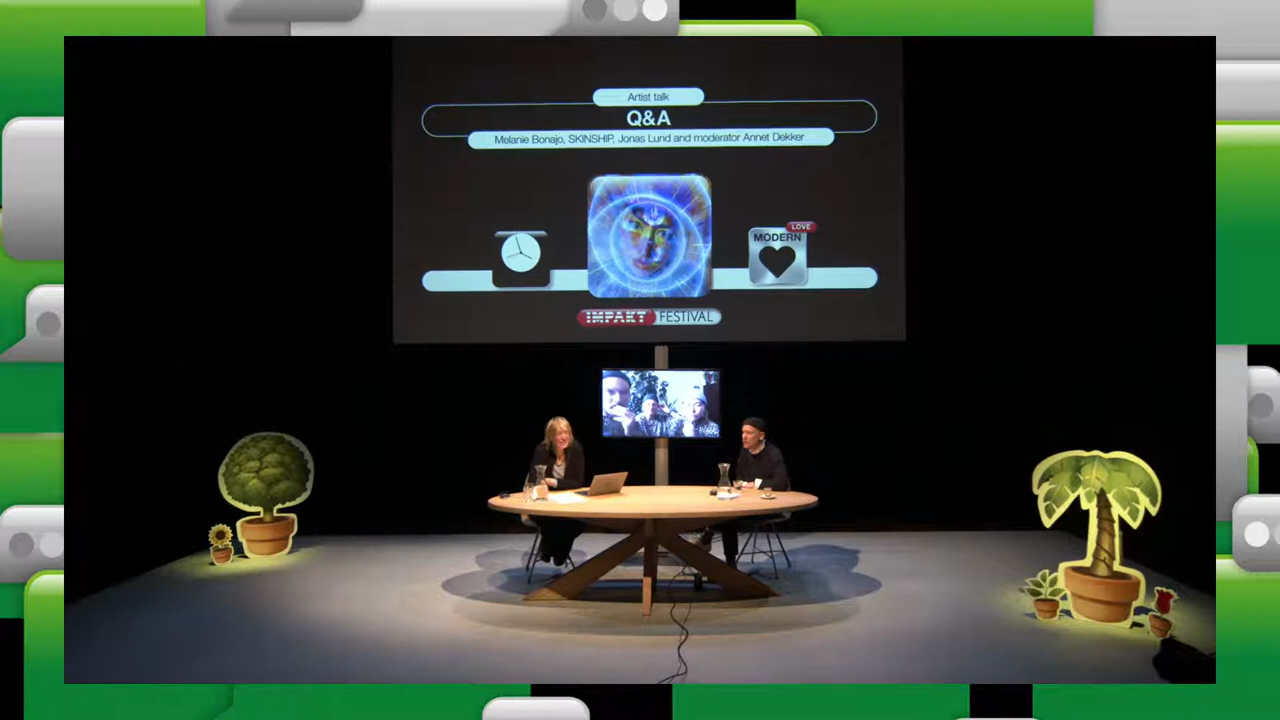 Artist talk
Q&A
Melanie Bonajo, SKINSHIP, Jonas Lund and moderator Annet Dekker
LOVE
MODERN
IMPAKT FESTIVAL